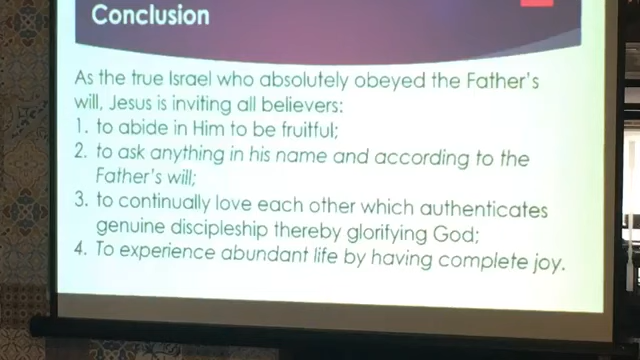 Conclusion
As the true Israel who absolutely obeyed the Father's
will, Jesus is inviting all believers:
1. to abide in Him to be fruitful;
2. to ask anything in his name and according to the
Father's will;
3. to continually love each other which authenticates
genuine discipleship thereby glorifying God;
4. To experience abundant life by having complete joy.